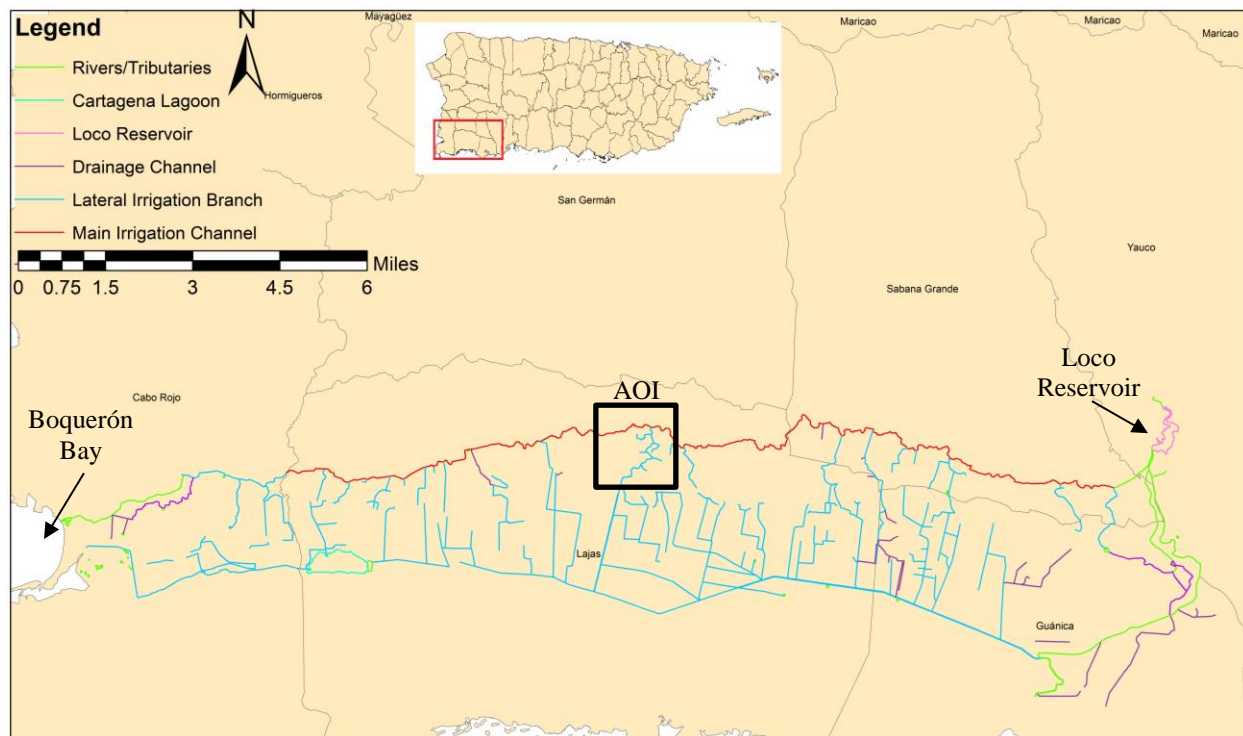 Legend
N
Rivers/Tributaries
Cartagena Lagoon
Loco Reservoir
Drainage Channel
Lateral Irrigation Branch
Main Irrigation Channel
Miles
0 0.75 1.5 3 4.5 6
Mayagüez
Hormigueros
Maricao
Maricao
Maricao
San Germán
Yauco
Sabana Grande
Cabo Rojo
Boquerón
Bay
AOI
Loco
Reservoir
Lajas
Guánica